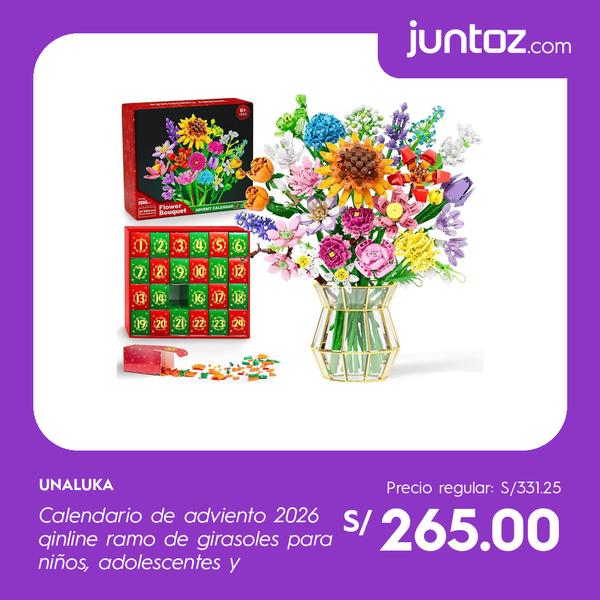 juntoz.com
6+
Flower
Bouquet
ADVENT CALENDAR
1 2 3 4 5 6
7 8 9 10 11 12
13 14 16 17 18
19 20 21 22 23 24
UNALUKA
Calendario de adviento 2026
qinline ramo de girasoles para
niños, adolescentes y
Precio regular: S/331.25
S/ 265.00